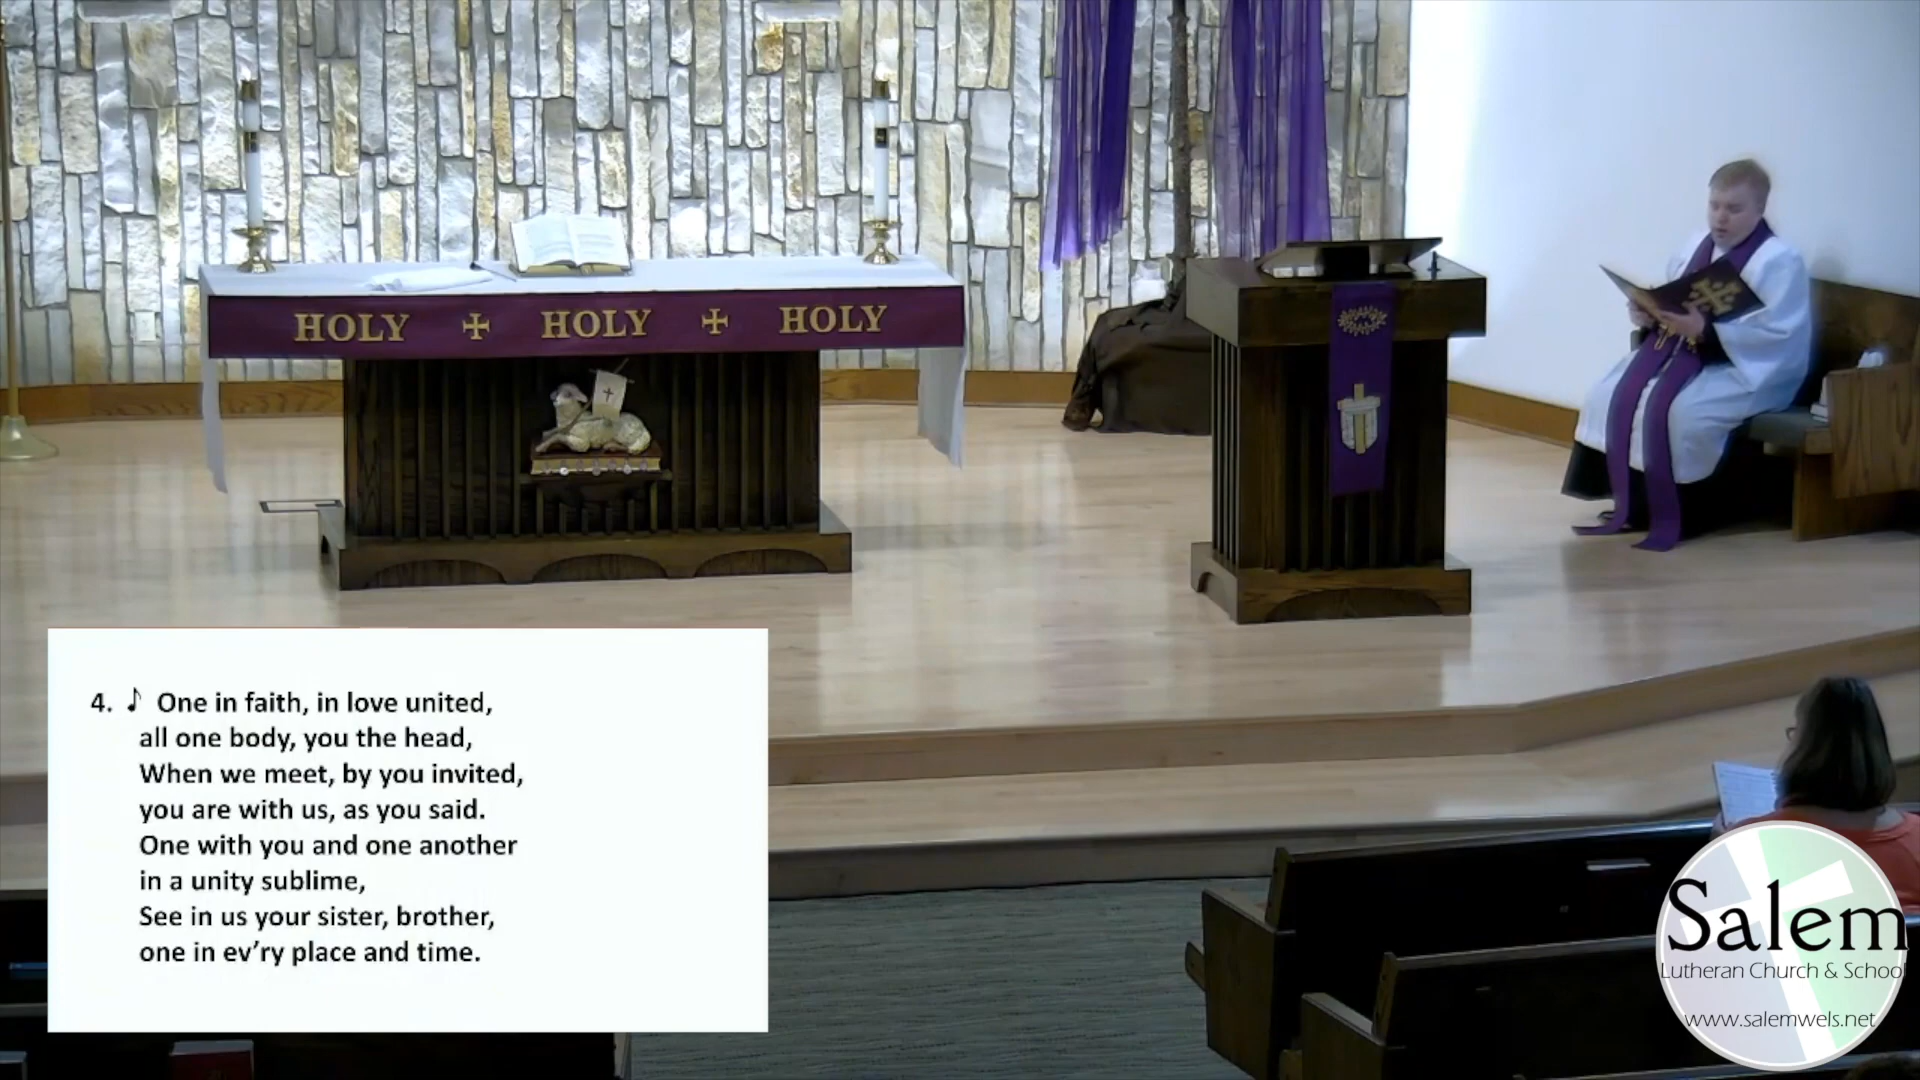 HOLY ✠ HOLY ✠ HOLY
4. ♪ One in faith, in love united,
all one body, you the head,
When we meet, by you invited,
you are with us, as you said.
One with you and one another
in a unity sublime,
See in us your sister, brother,
one in ev’ry place and time.
Salem
Lutheran Church & School
www.salemwels.net